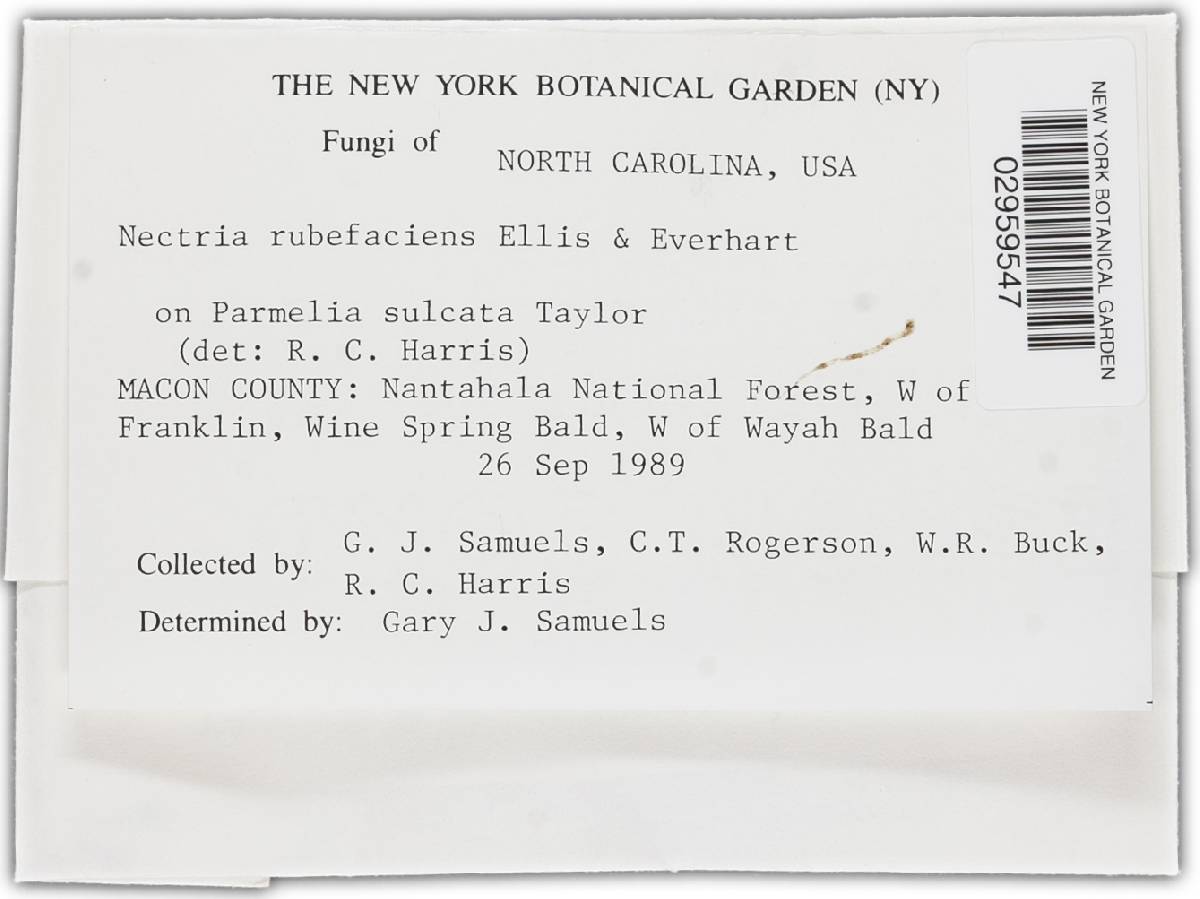 THE NEW YORK BOTANICAL GARDEN (NY)
Fungi of NORTH CAROLINA, USA
Nectria rubefaciens Ellis & Everhart
on Parmelia sulcata Taylor
(det: R. C. Harris)
MACON COUNTY: Nantahala National Forest, W of
Franklin, Wine Spring Bald, W of Wayah Bald
26 Sep 1989
Collected by: G. J. Samuels, C.T. Rogerson, W.R. Buck,
R. C. Harris
Determined by: Gary J. Samuels
NEW YORK BOTANICAL GARDEN
02959547